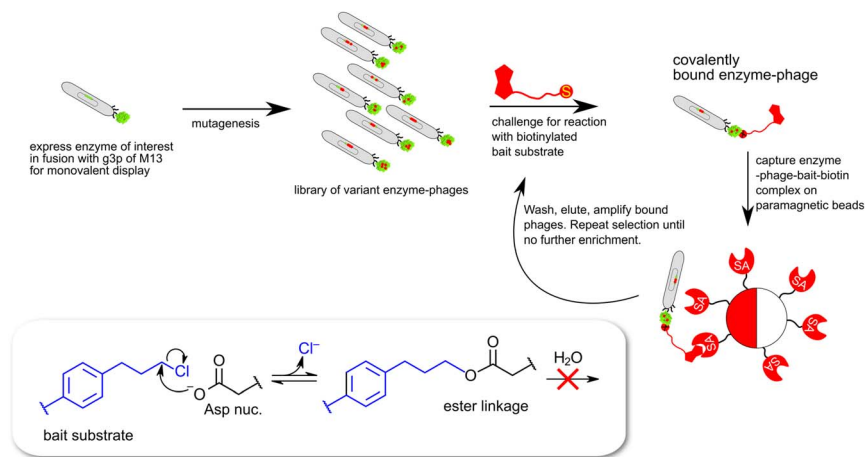 express enzyme of interest
in fusion with g3p of M13
for monovalent display
mutagenesis
library of variant enzyme-phages
S
challenge for reaction
with biotinylated
bait substrate
covalently
bound enzyme-phage
capture enzyme
-phage-bait-biotin
complex on
paramagnetic beads
Wash, elute, amplify bound
phages. Repeat selection until
no further enrichment.
SA
SA
SA
SA
SA
SA
Cl
O
⁻O
Asp nuc.
bait substrate
Cl⁻
O
O
ester linkage
H₂O